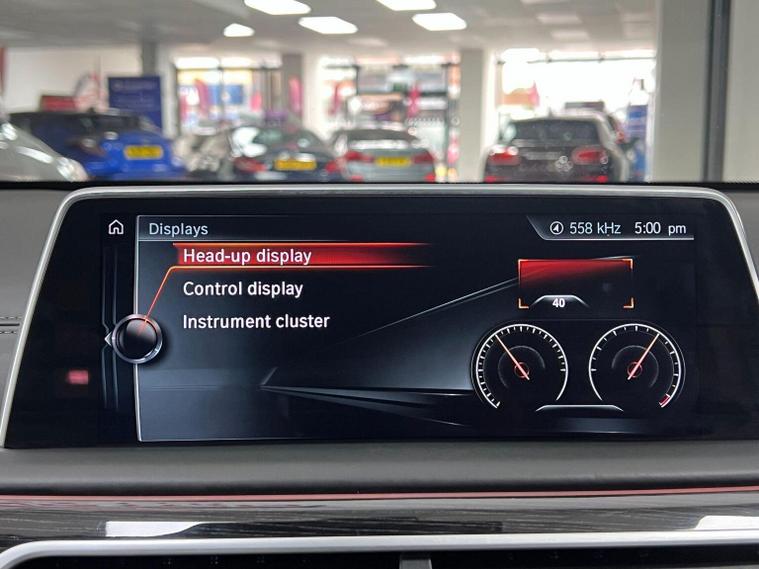 Displays
558 kHz 5:00 pm
Head-up display
Control display
Instrument cluster
40